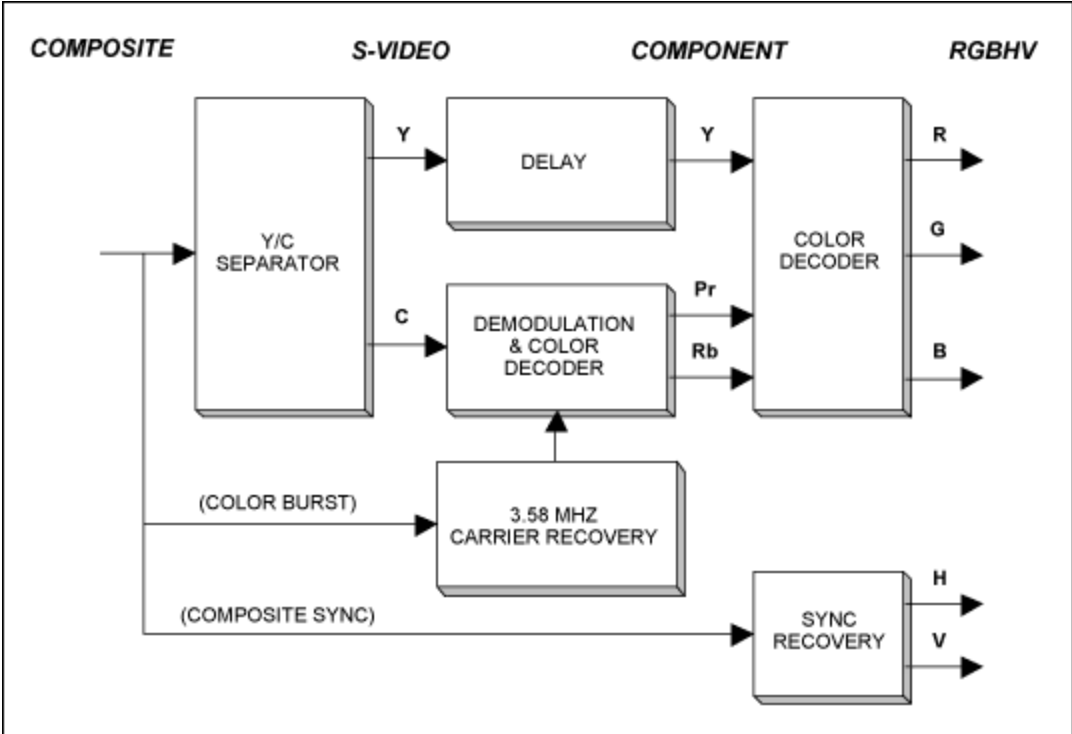 COMPOSITE
S-VIDEO
COMPONENT
RGBHV
Y/C
SEPARATOR
Y
DELAY
Y
C
DEMODULATION
& COLOR
DECODER
Pr
Rb
COLOR
DECODER
R
G
B
(COLOR BURST)
3.58 MHZ
CARRIER RECOVERY
(COMPOSITE SYNC)
SYNC
RECOVERY
H
V